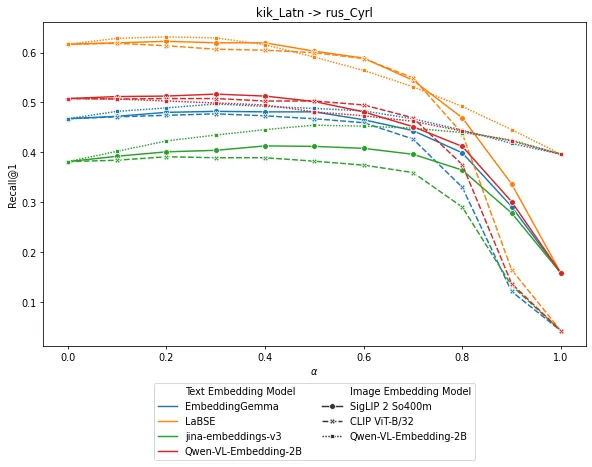 kik_Latn -> rus_Cyrl
Recall@1
0.6
0.5
0.4
0.3
0.2
0.1
0.0 0.2 0.4 0.6 0.8 1.0
α
Text Embedding Model Image Embedding Model
EmbeddingGemma SigLIP 2 So400m
LaBSE CLIP ViT-B/32
jina-embeddings-v3 Qwen-VL-Embedding-2B
Qwen-VL-Embedding-2B